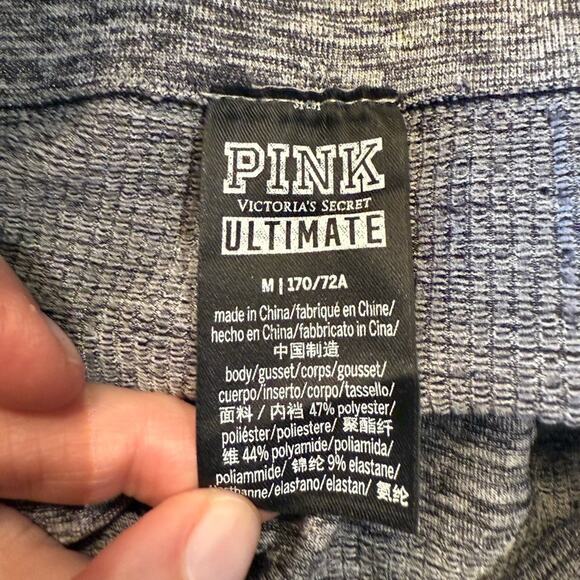 PINK
VICTORIA'S SECRET
ULTIMATE
M | 170/72A
made in China/fabriqué en Chine/
hecho en China/fabbricato in Cina/
中国制造
body/gusset/corps/gousset/
cuerpo/inserto/corpo/tassello/
面料 / 内裆 47% polyester/
poliéster/poliestere/ 聚酯纤
维 44% polyamide/poliamida/
poliammide/ 锦纶 9% elastane/
elastano/elastan/ 氨纶